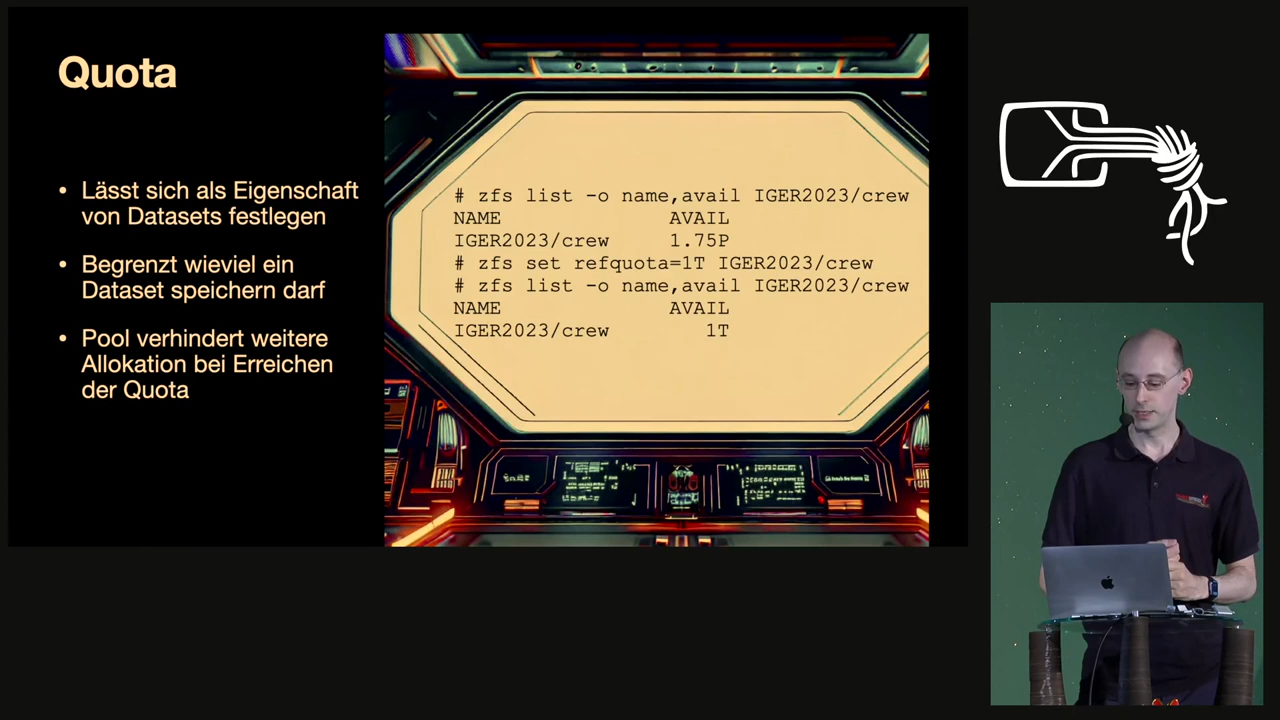 Quota
• Lässt sich als Eigenschaft
von Datasets festlegen
• Begrenzt wieviel ein
Dataset speichern darf
• Pool verhindert weitere
Allokation bei Erreichen
der Quota
# zfs list -o name,avail IGER2023/crew
NAME AVAIL
IGER2023/crew 1.75P
# zfs set refquota=1T IGER2023/crew
# zfs list -o name,avail IGER2023/crew
NAME AVAIL
IGER2023/crew 1T